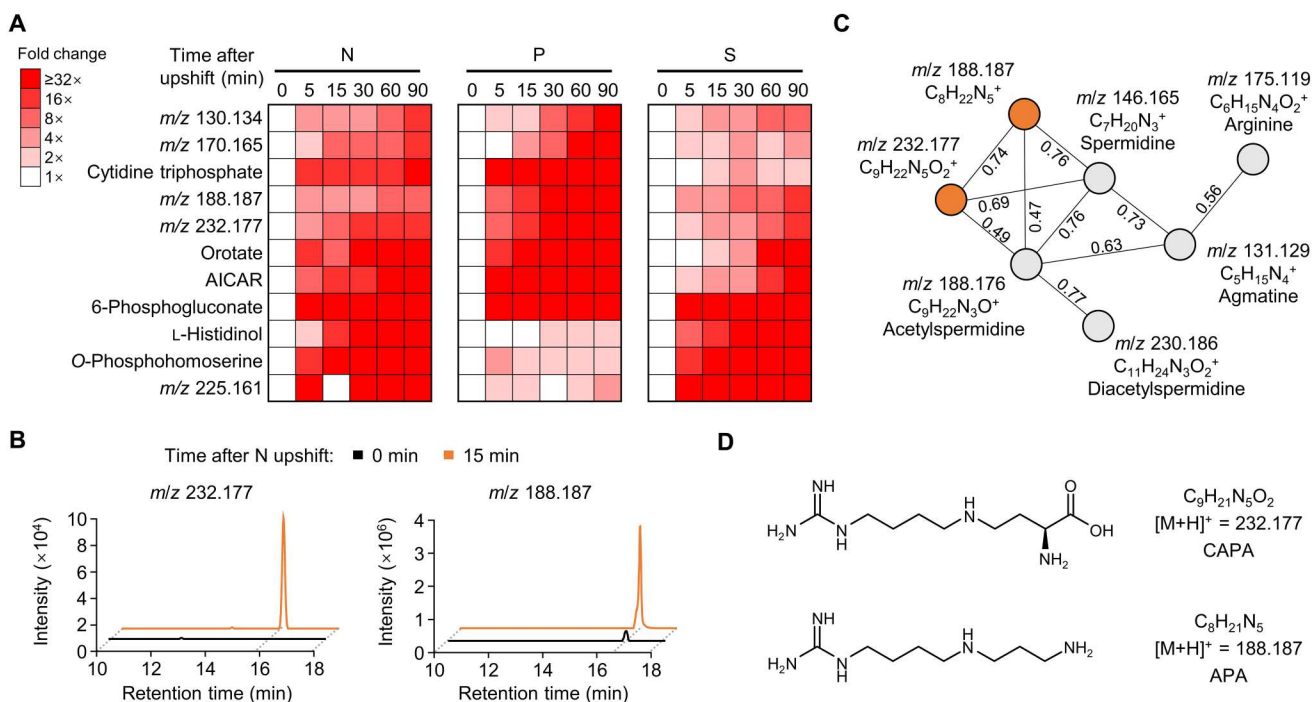 A
Fold change
≥32×
16×
8×
4×
2×
1×
Time after
upshift (min)
N
P
S
0 5 15 30 60 90
0 5 15 30 60 90
0 5 15 30 60 90
m/z 130.134
m/z 170.165
Cytidine triphosphate
m/z 188.187
m/z 232.177
Orotate
AICAR
6-Phosphogluconate
L-Histidinol
O-Phosphohomoserine
m/z 225.161
B
Time after N upshift: 0 min 15 min
m/z 232.177
Intensity (×10⁴)
10
8
6
4
2
0
10 12 14 16 18
Retention time (min)
m/z 188.187
Intensity (×10⁶)
4
3
2
1
0
10 12 14 16 18
Retention time (min)
C
m/z 188.187
C₈H₂₂N₅⁺
m/z 232.177
C₉H₂₂N₅O₂⁺
m/z 146.165
C₇H₂₀N₃⁺
Spermidine
m/z 175.119
C₆H₁₅N₄O₂⁺
Arginine
0.74
0.76
0.69
0.47
0.49
0.76
0.73
0.56
0.63
0.77
m/z 188.176
C₉H₂₂N₃O⁺
Acetylspermidine
m/z 131.129
C₅H₁₅N₄⁺
Agmatine
m/z 230.186
C₁₁H₂₄N₃O₂⁺
Diacetylspermidine
D
NH
H₂N
N
H
H
N
O
OH
NH₂
C₉H₂₁N₅O₂
[M+H]⁺ = 232.177
CAPA
NH
H₂N
N
H
H
N
NH₂
C₈H₂₁N₅
[M+H]⁺ = 188.187
APA